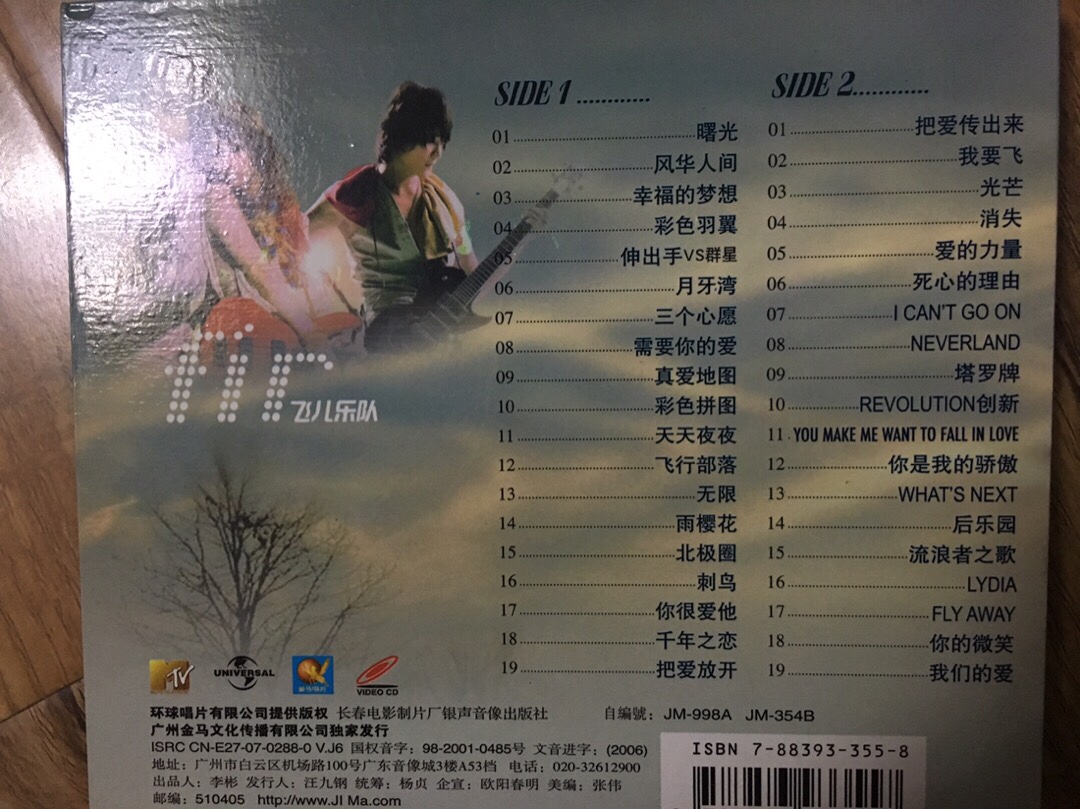 飞儿乐队
SIDE 1 ............
01 曙光
02 风华人间
03 幸福的梦想
04 彩色羽翼
05 伸出手VS群星
06 月牙湾
07 三个心愿
08 需要你的爱
09 真爱地图
10 彩色拼图
11 天天夜夜
12 飞行部落
13 无限
14 雨樱花
15 北极圈
16 刺鸟
17 你很爱他
18 千年之恋
19 把爱放开
SIDE 2............
01 把爱传出来
02 我要飞
03 光芒
04 消失
05 爱的力量
06 死心的理由
07 I CAN'T GO ON
08 NEVERLAND
09 塔罗牌
10 REVOLUTION创新
11 YOU MAKE ME WANT TO FALL IN LOVE
12 你是我的骄傲
13 WHAT'S NEXT
14 后乐园
15 流浪者之歌
16 LYDIA
17 FLY AWAY
18 你的微笑
19 我们的爱
MTV UNIVERSAL VIDEO CD
环球唱片有限公司提供版权 长春电影制片厂银声音像出版社 自編號: JM-998A JM-354B
广州金马文化传播有限公司独家发行
ISRC CN-E27-07-0288-0 V.J6 国权音字: 98-2001-0485号 文音进字: (2006)
地址: 广州市白云区机场路100号广东音像城3楼A53档 电话: 020-32612900
出品人: 李彬 发行人: 汪九钢 统筹: 杨贞 企宣: 欧阳春明 美编: 张伟
邮编: 510405 http://www.JI Ma.com
ISBN 7-88393-355-8